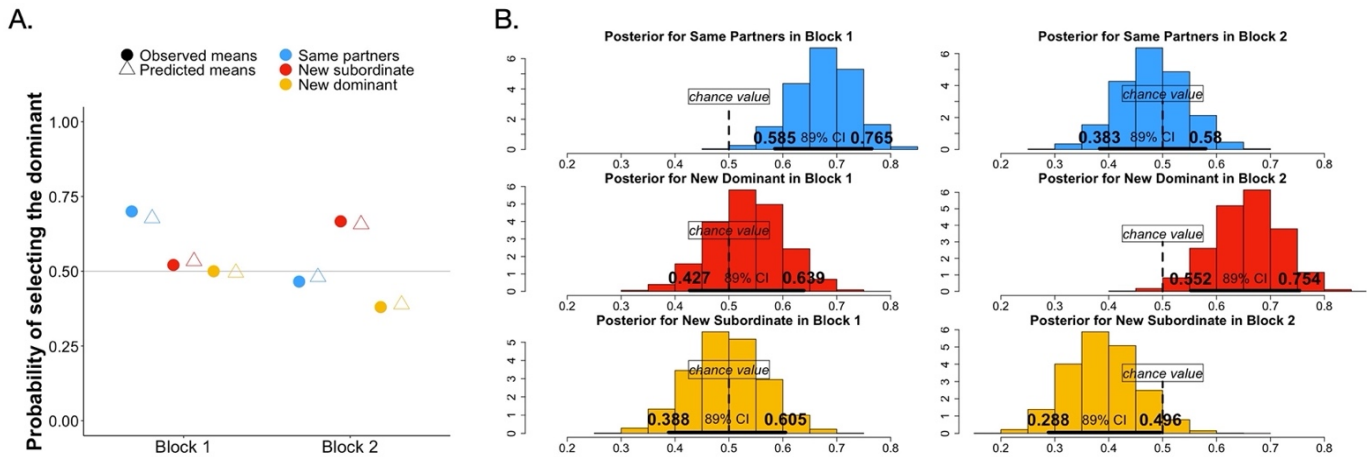 A.
Observed means
Predicted means
Same partners
New subordinate
New dominant
Probability of selecting the dominant
1.00
0.75
0.50
0.25
0.00
Block 1 Block 2
B.
Posterior for Same Partners in Block 1
0 1 2 3 4 5 6
chance value
0.585 89% CI 0.765
0.2 0.3 0.4 0.5 0.6 0.7 0.8
Posterior for Same Partners in Block 2
0 2 4 6
chance value
0.383 89% CI 0.58
0.2 0.3 0.4 0.5 0.6 0.7 0.8
Posterior for New Dominant in Block 1
0 1 2 3 4 5 6
chance value
0.427 89% CI 0.639
0.2 0.3 0.4 0.5 0.6 0.7 0.8
Posterior for New Dominant in Block 2
0 1 2 3 4 5 6
chance value
0.552 89% CI 0.754
0.2 0.3 0.4 0.5 0.6 0.7 0.8
Posterior for New Subordinate in Block 1
0 1 2 3 4 5
chance value
0.388 89% CI 0.605
0.2 0.3 0.4 0.5 0.6 0.7 0.8
Posterior for New Subordinate in Block 2
0 1 2 3 4 5 6
chance value
0.288 89% CI 0.496
0.2 0.3 0.4 0.5 0.6 0.7 0.8